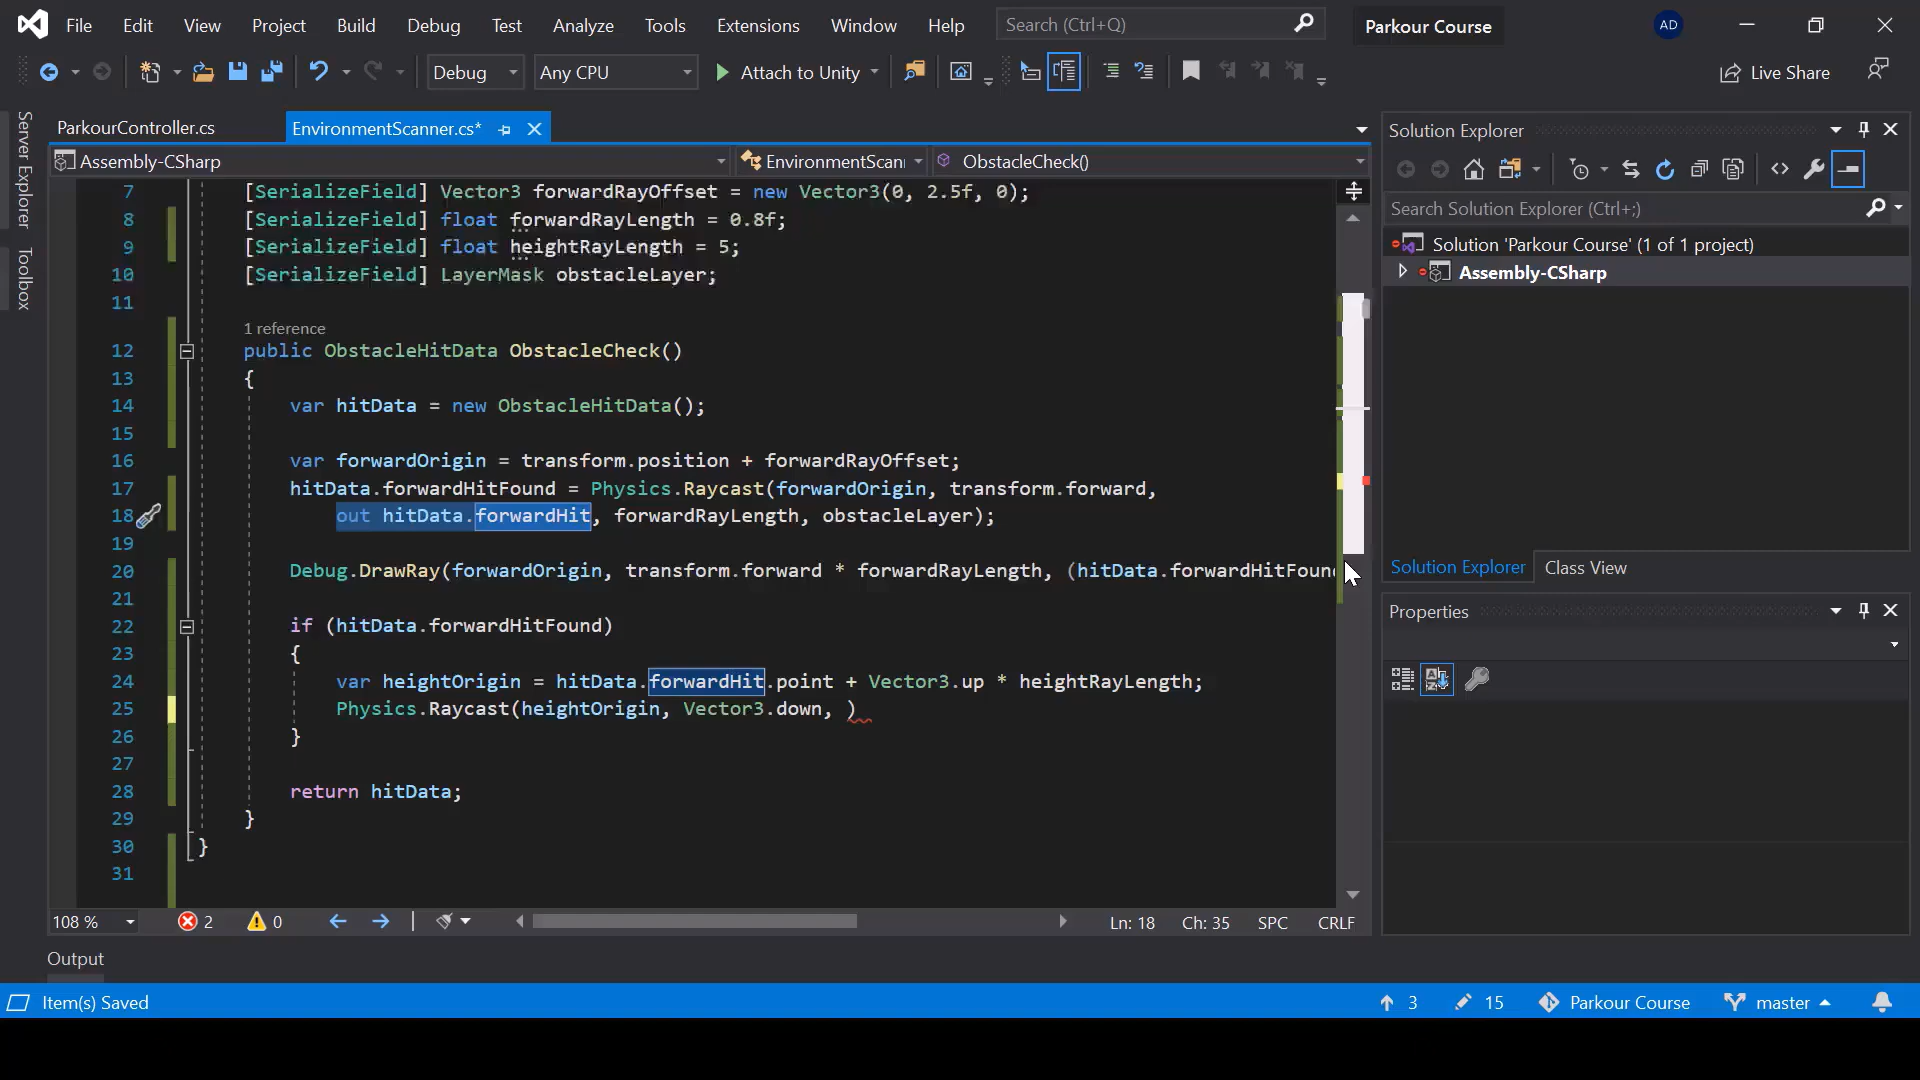 File Edit View Project Build Debug Test Analyze Tools Extensions Window Help Search (Ctrl+Q) Parkour Course AD
Debug Any CPU Attach to Unity Live Share
Server Explorer
Toolbox
ParkourController.cs EnvironmentScanner.cs*
Assembly-CSharp EnvironmentScanı ObstacleCheck()
7 [SerializeField] Vector3 forwardRayOffset = new Vector3(0, 2.5f, 0);
8 [SerializeField] float forwardRayLength = 0.8f;
9 [SerializeField] float heightRayLength = 5;
10 [SerializeField] LayerMask obstacleLayer;
11
1 reference
12 public ObstacleHitData ObstacleCheck()
13 {
14 var hitData = new ObstacleHitData();
15
16 var forwardOrigin = transform.position + forwardRayOffset;
17 hitData.forwardHitFound = Physics.Raycast(forwardOrigin, transform.forward,
18 out hitData.forwardHit, forwardRayLength, obstacleLayer);
19
20 Debug.DrawRay(forwardOrigin, transform.forward * forwardRayLength, (hitData.forwardHitFound
21
22 if (hitData.forwardHitFound)
23 {
24 var heightOrigin = hitData.forwardHit.point + Vector3.up * heightRayLength;
25 Physics.Raycast(heightOrigin, Vector3.down, )
26 }
27
28 return hitData;
29 }
30 }
31
108 % 2 0 Ln: 18 Ch: 35 SPC CRLF
Output
Item(s) Saved 3 15 Parkour Course master
Solution Explorer
Search Solution Explorer (Ctrl+;)
Solution 'Parkour Course' (1 of 1 project)
Assembly-CSharp
Solution Explorer Class View
Properties